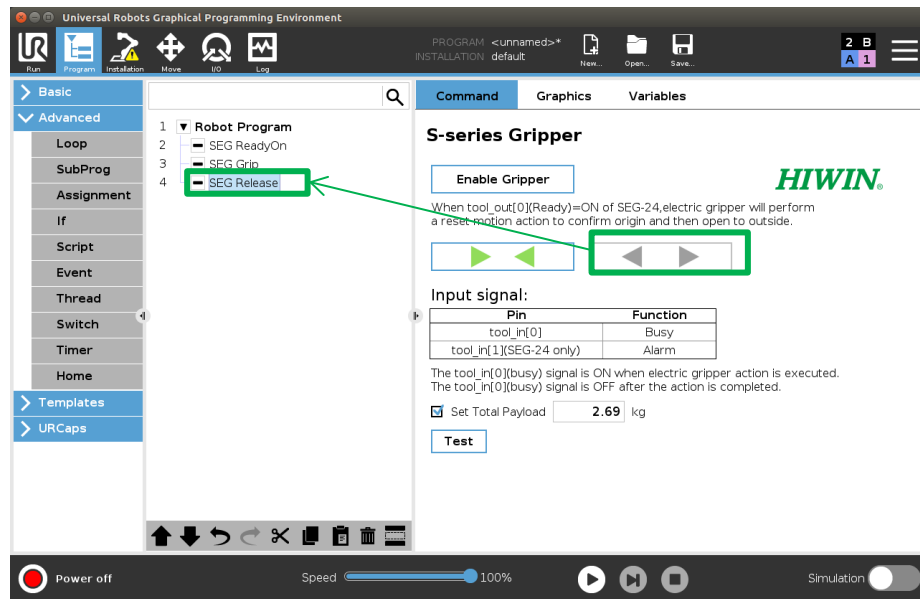 Universal Robots Graphical Programming Environment
PROGRAM <unnamed>*
INSTALLATION default
Run
Program
Installation
Move
I/O
Log
New...
Open...
Save...
2 B
A 1
Basic
Advanced
Loop
SubProg
Assignment
If
Script
Event
Thread
Switch
Timer
Home
Templates
URCaps
1 Robot Program
2 SEG ReadyOn
3 SEG Grip
4 SEG Release
Command Graphics Variables
S-series Gripper
Enable Gripper
HIWIN®
When tool_out[0](Ready)=ON of SEG-24,electric gripper will perform
a reset motion action to confirm origin and then open to outside.
Input signal:
Pin Function
tool_in[0] Busy
tool_in[1](SEG-24 only) Alarm
The tool_in[0](busy) signal is ON when electric gripper action is executed.
The tool_in[0](busy) signal is OFF after the action is completed.
Set Total Payload 2.69 kg
Test
Power off
Speed 100%
Simulation